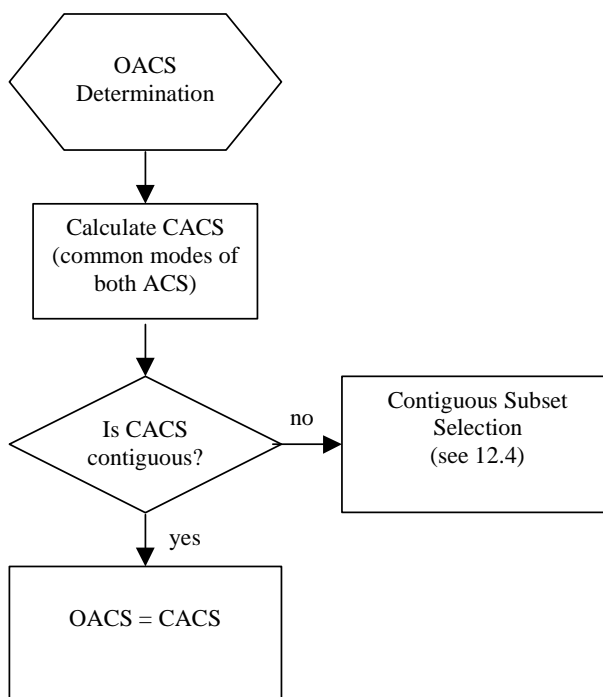 OACS
Determination
Calculate CACS
(common modes of
both ACS)
Is CACS
contiguous?
no
Contiguous Subset
Selection
(see 12.4)
yes
OACS = CACS